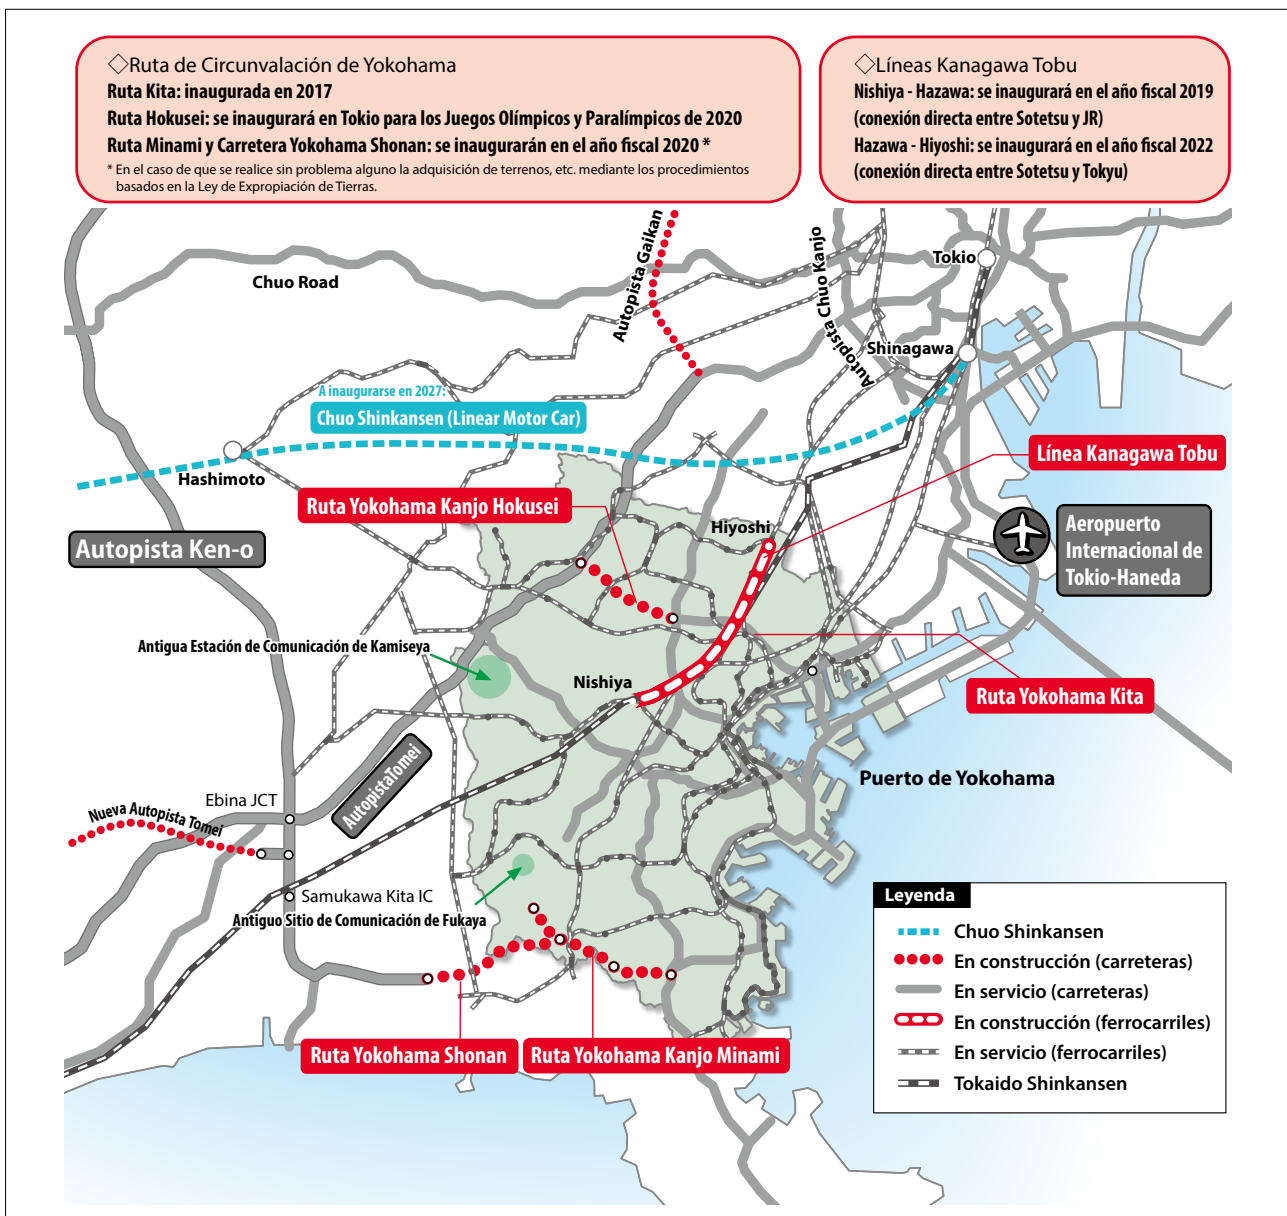 ◇Ruta de Circunvalación de Yokohama
Ruta Kita: inaugurada en 2017
Ruta Hokusei: se inaugurará en Tokio para los Juegos Olímpicos y Paralímpicos de 2020
Ruta Minami y Carretera Yokohama Shonan: se inaugurarán en el año fiscal 2020 *
* En el caso de que se realice sin problema alguno la adquisición de terrenos, etc. mediante los procedimientos
basados en la Ley de Expropiación de Tierras.
◇Líneas Kanagawa Tobu
Nishiya - Hazawa: se inaugurará en el año fiscal 2019
(conexión directa entre Sotetsu y JR)
Hazawa - Hiyoshi: se inaugurará en el año fiscal 2022
(conexión directa entre Sotetsu y Tokyu)
Chuo Road
Autopista Gaikan
Autopista Chuo Kanjo
Tokio
Shinagawa
A inaugurarse en 2027:
Chuo Shinkansen (Linear Motor Car)
Hashimoto
Línea Kanagawa Tobu
Ruta Yokohama Kanjo Hokusei
Hiyoshi
Autopista Ken-o
Aeropuerto
Internacional de
Tokio-Haneda
Antigua Estación de Comunicación de Kamiseya
Nishiya
Ruta Yokohama Kita
Puerto de Yokohama
AutopistaTomei
Ebina JCT
Nueva Autopista Tomei
Samukawa Kita IC
Antiguo Sitio de Comunicación de Fukaya
Ruta Yokohama Shonan
Ruta Yokohama Kanjo Minami
Leyenda
Chuo Shinkansen
En construcción (carreteras)
En servicio (carreteras)
En construcción (ferrocarriles)
En servicio (ferrocarriles)
Tokaido Shinkansen